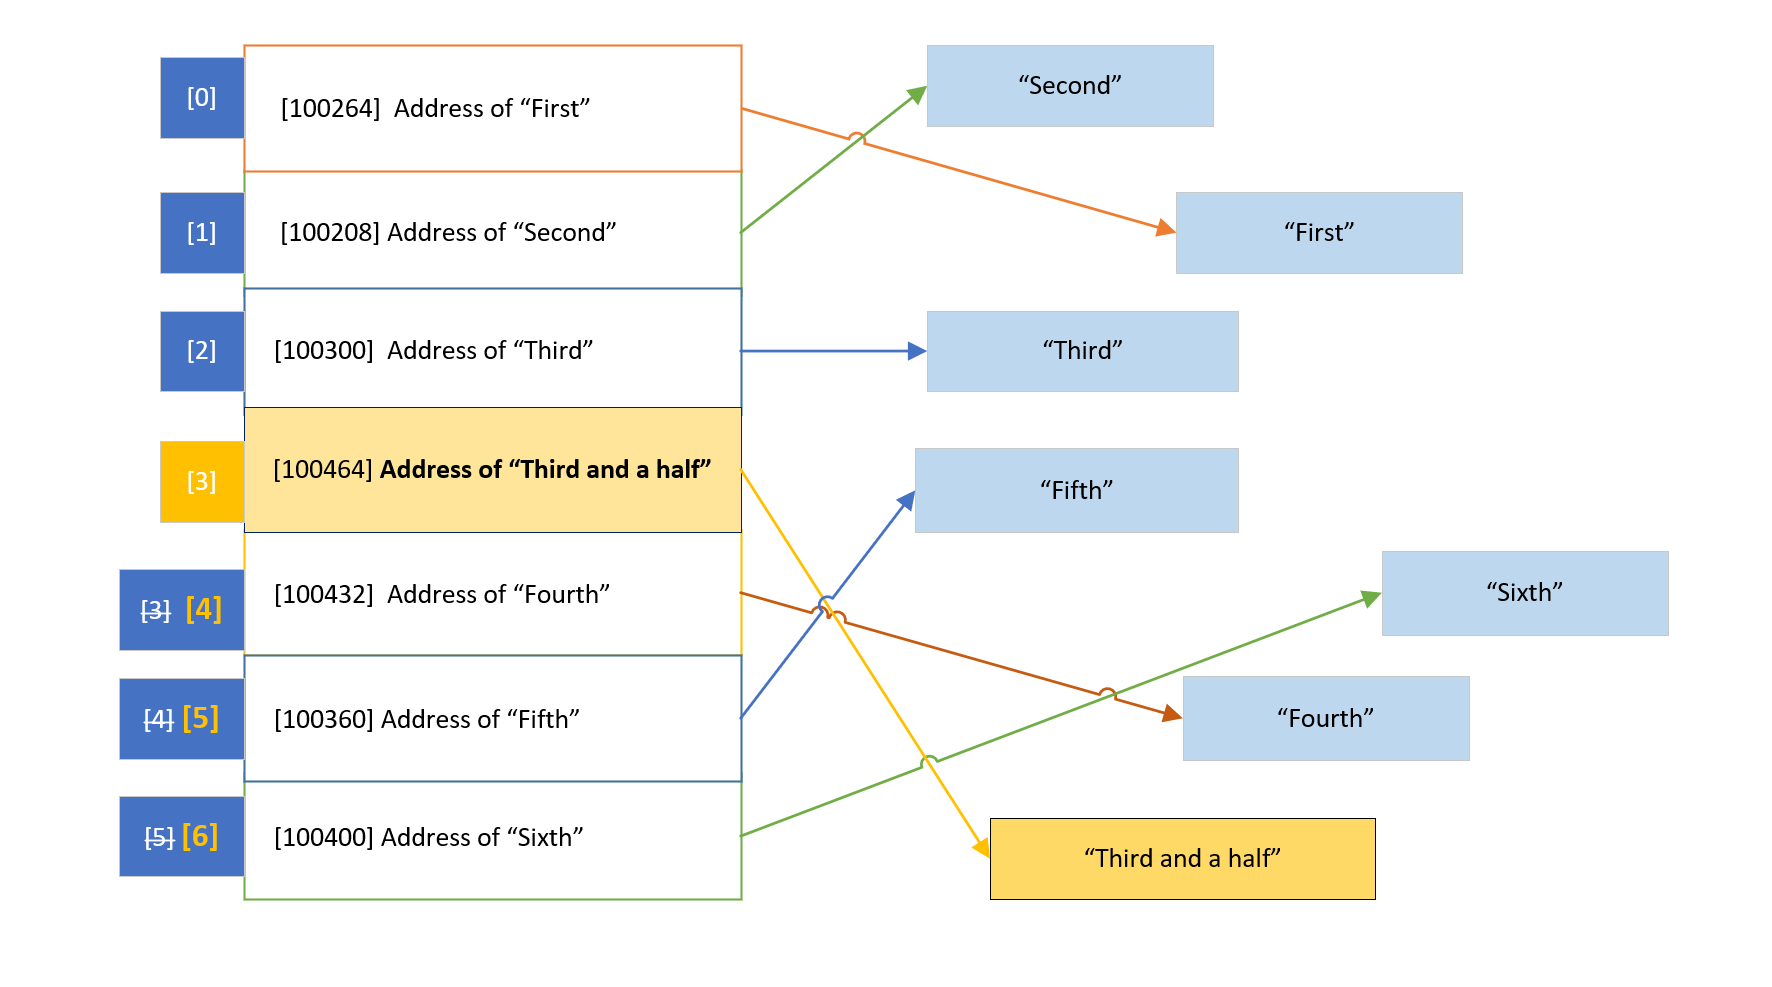 [0] [100264]  Address of “First”
“Second”
[1] [100208] Address of “Second”
“First”
[2] [100300]  Address of “Third”
“Third”
[3] [100464] Address of “Third and a half”
“Fifth”
[3] [4] [100432]  Address of “Fourth”
“Sixth”
[4] [5] [100360] Address of “Fifth”
“Fourth”
[5] [6] [100400] Address of “Sixth”
“Third and a half”